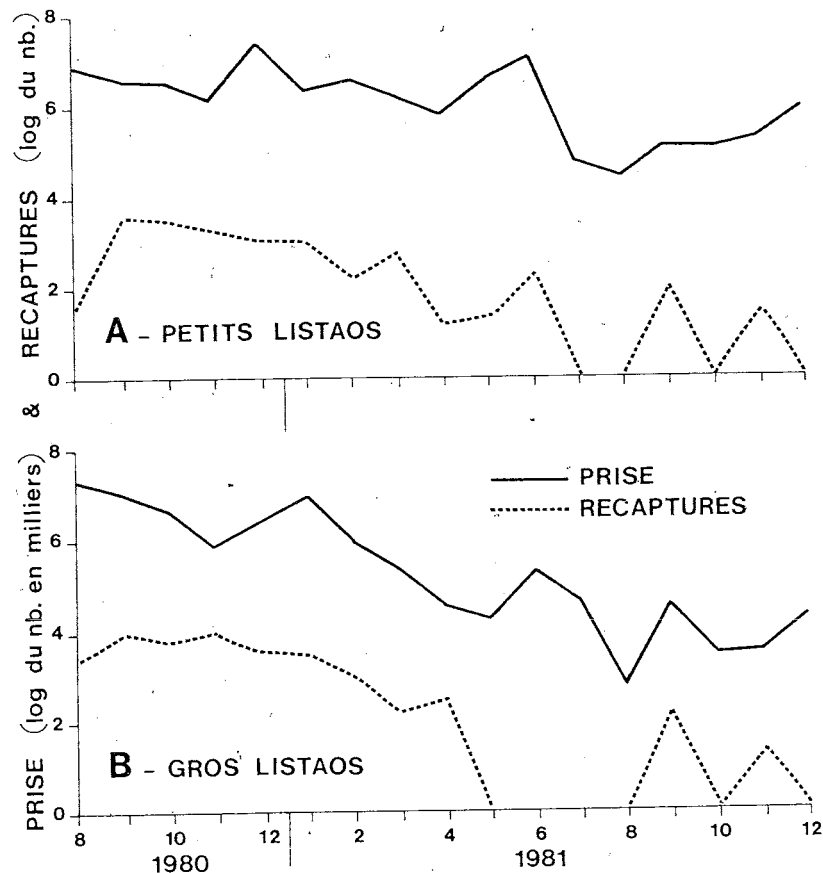 PRISE (log du nb. en milliers) & RECAPTURES (log du nb.)
8
6
4
2
0
A - PETITS LISTAOS
8
6
4
2
0
PRISE
RECAPTURES
B - GROS LISTAOS
8 10 12 2 4 6 8 10 12
1980 1981